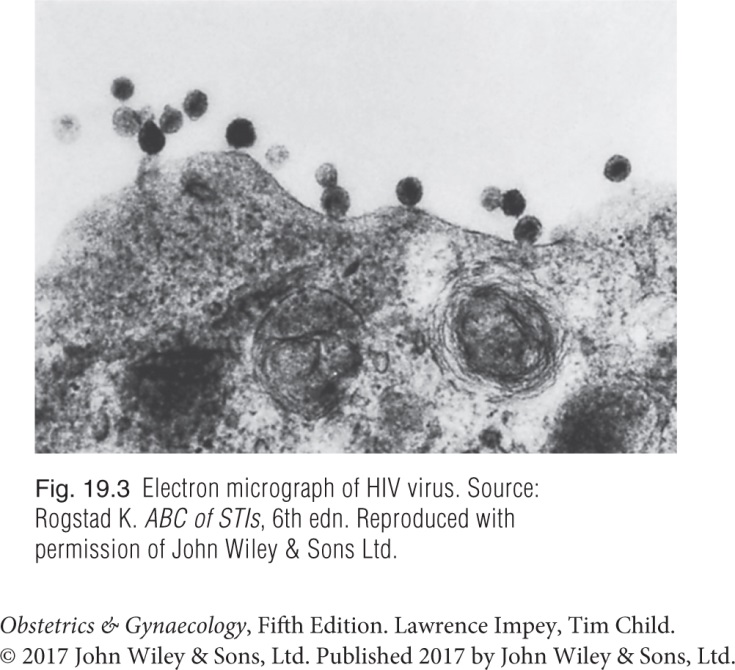 Fig. 19.3 Electron micrograph of HIV virus. Source:
Rogstad K. ABC of STIs, 6th edn. Reproduced with
permission of John Wiley & Sons Ltd.
Obstetrics & Gynaecology, Fifth Edition. Lawrence Impey, Tim Child.
© 2017 John Wiley & Sons, Ltd. Published 2017 by John Wiley & Sons, Ltd.